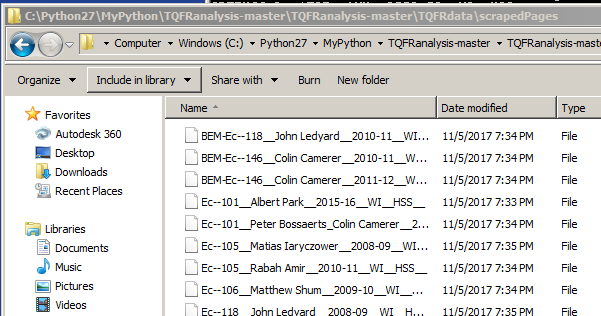 C:\Python27\MyPython\TQFRanalysis-master\TQFRanalysis-master\TQFRdata\scrapedPages
Computer Windows (C:) Python27 MyPython TQFRanalysis-master TQFRanalysis-maste
Organize Include in library Share with Burn New folder
Favorites
Autodesk 360
Desktop
Downloads
Recent Places
Libraries
Documents
Music
Pictures
Videos
Name Date modified Type
BEM-Ec--118__John Ledyard__2010-11__WI... 11/5/2017 7:34 PM File
BEM-Ec--146__Colin Camerer__2010-11__W... 11/5/2017 7:34 PM File
BEM-Ec--146__Colin Camerer__2011-12__W... 11/5/2017 7:34 PM File
Ec--101__Albert Park__2015-16__WI__HSS__ 11/5/2017 7:33 PM File
Ec--101__Peter Bossaerts_Colin Camerer__2... 11/5/2017 7:34 PM File
Ec--105__Matias Iaryczower__2008-09__WI... 11/5/2017 7:35 PM File
Ec--105__Rabah Amir__2010-11__WI__HSS__ 11/5/2017 7:34 PM File
Ec--106__Matthew Shum__2009-10__WI__... 11/5/2017 7:34 PM File
Ec--118__John Ledyard__2008-09__WI__H... 11/5/2017 7:35 PM File